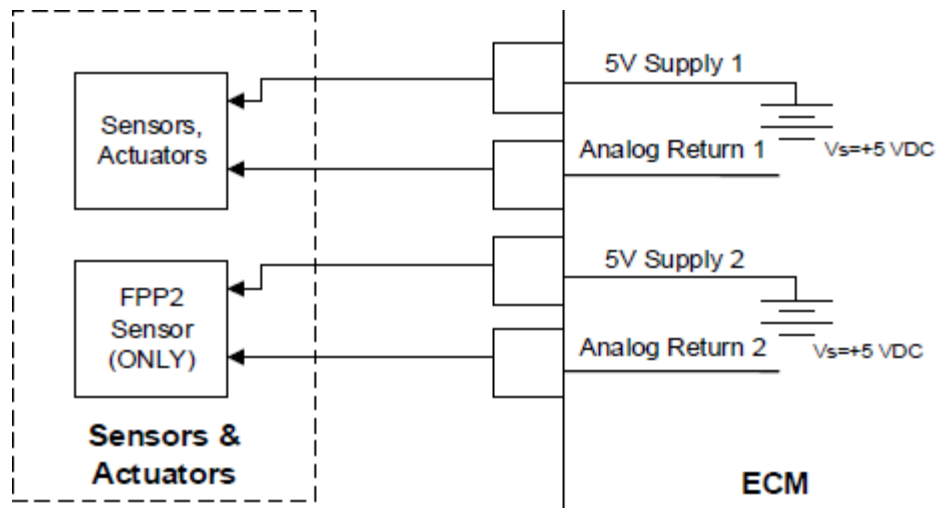 Sensors,
Actuators
FPP2
Sensor
(ONLY)
Sensors &
Actuators
5V Supply 1
Analog Return 1
Vs=+5 VDC
5V Supply 2
Analog Return 2
Vs=+5 VDC
ECM